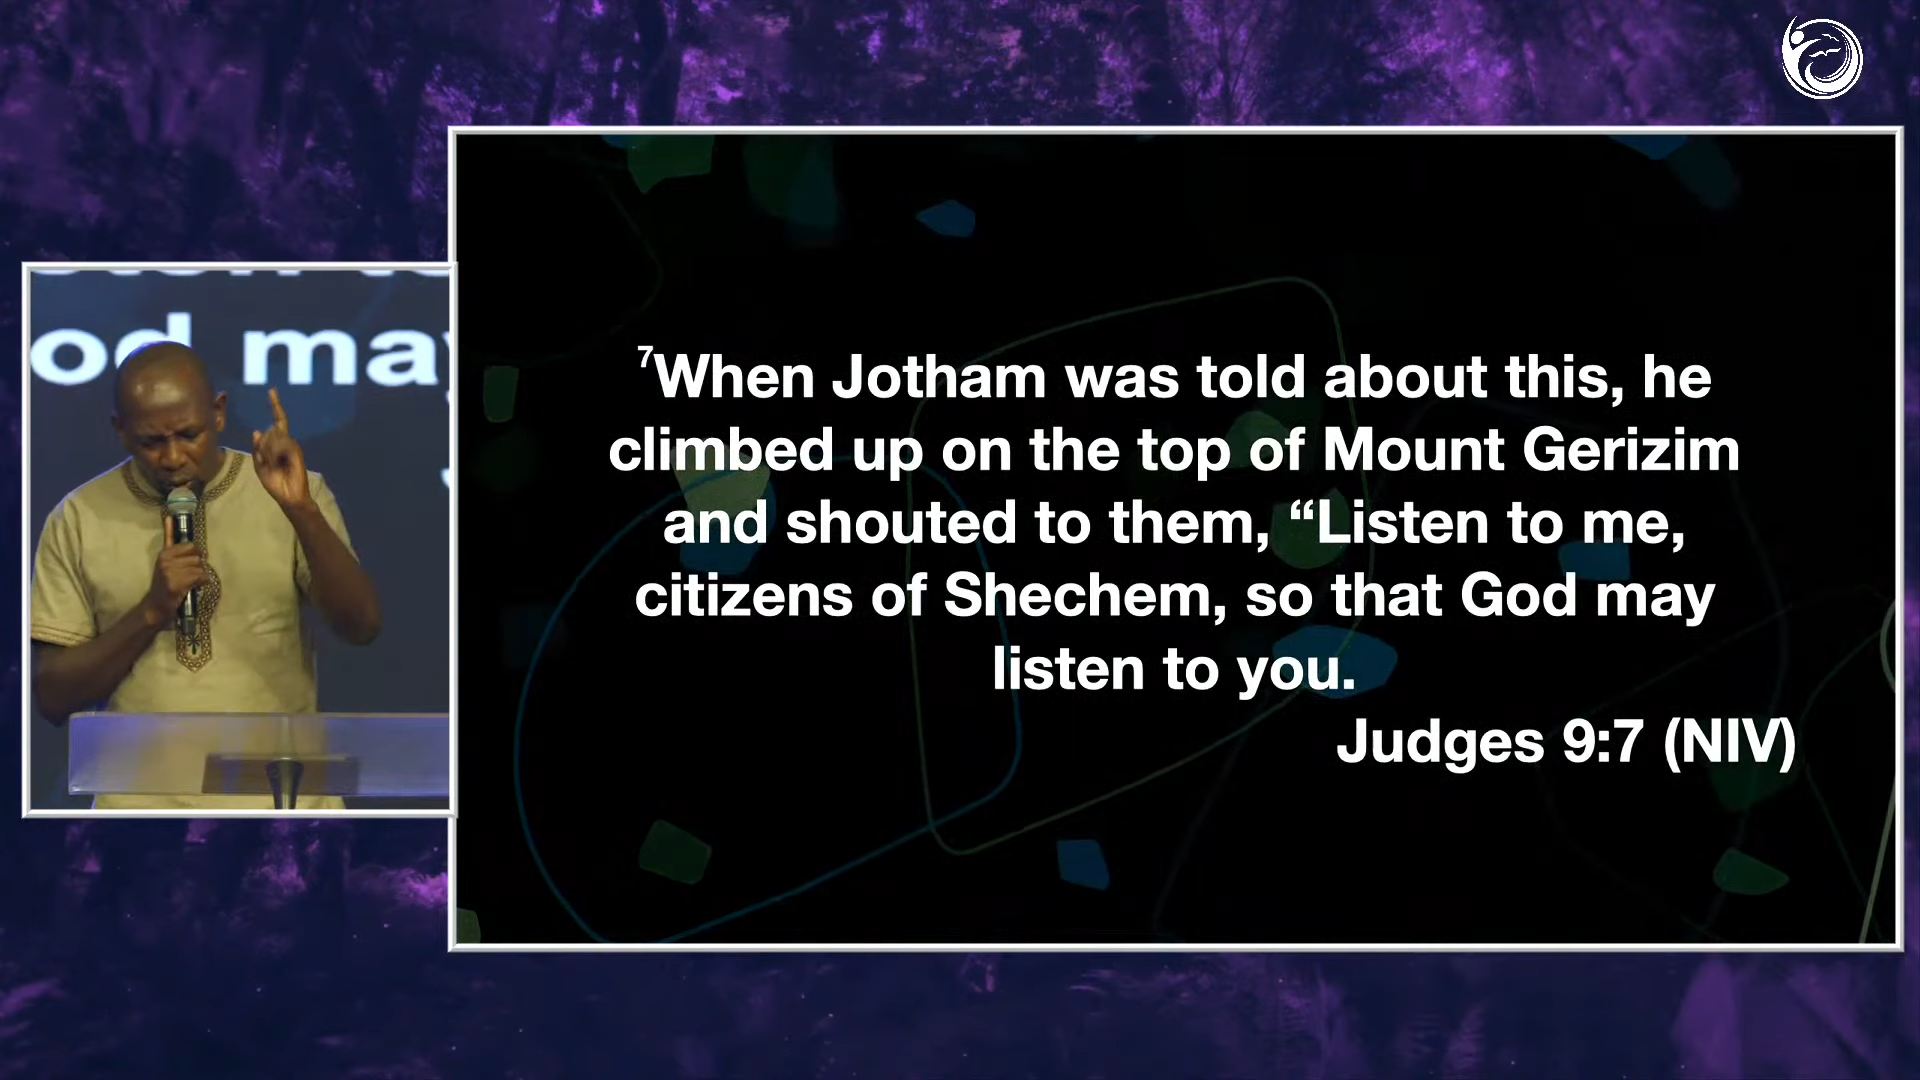 ⁷When Jotham was told about this, he
climbed up on the top of Mount Gerizim
and shouted to them, “Listen to me,
citizens of Shechem, so that God may
listen to you.
Judges 9:7 (NIV)
od may